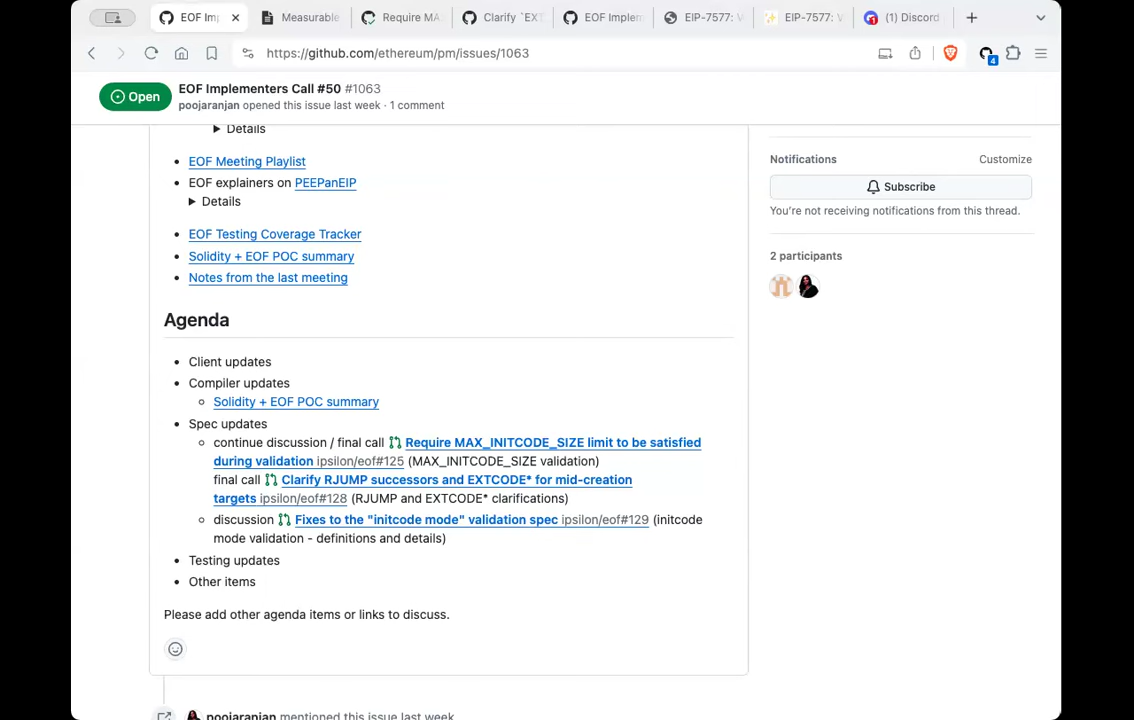 EOF Im
Measurable
Require MA
Clarify `EXT
EOF Implem
EIP-7577: V
EIP-7577: V
(1) Discord
https://github.com/ethereum/pm/issues/1063
4
Open
EOF Implementers Call #50 #1063
poojaranjan opened this issue last week · 1 comment
Details
EOF Meeting Playlist
EOF explainers on PEEPanEIP
Details
EOF Testing Coverage Tracker
Solidity + EOF POC summary
Notes from the last meeting
Agenda
Client updates
Compiler updates
Solidity + EOF POC summary
Spec updates
continue discussion / final call Require MAX_INITCODE_SIZE limit to be satisfied
during validation ipsilon/eof#125 (MAX_INITCODE_SIZE validation)
final call Clarify RJUMP successors and EXTCODE* for mid-creation
targets ipsilon/eof#128 (RJUMP and EXTCODE* clarifications)
discussion Fixes to the "initcode mode" validation spec ipsilon/eof#129 (initcode
mode validation - definitions and details)
Testing updates
Other items
Please add other agenda items or links to discuss.
poojaranjan mentioned this issue last week
Notifications
Customize
Subscribe
You're not receiving notifications from this thread.
2 participants